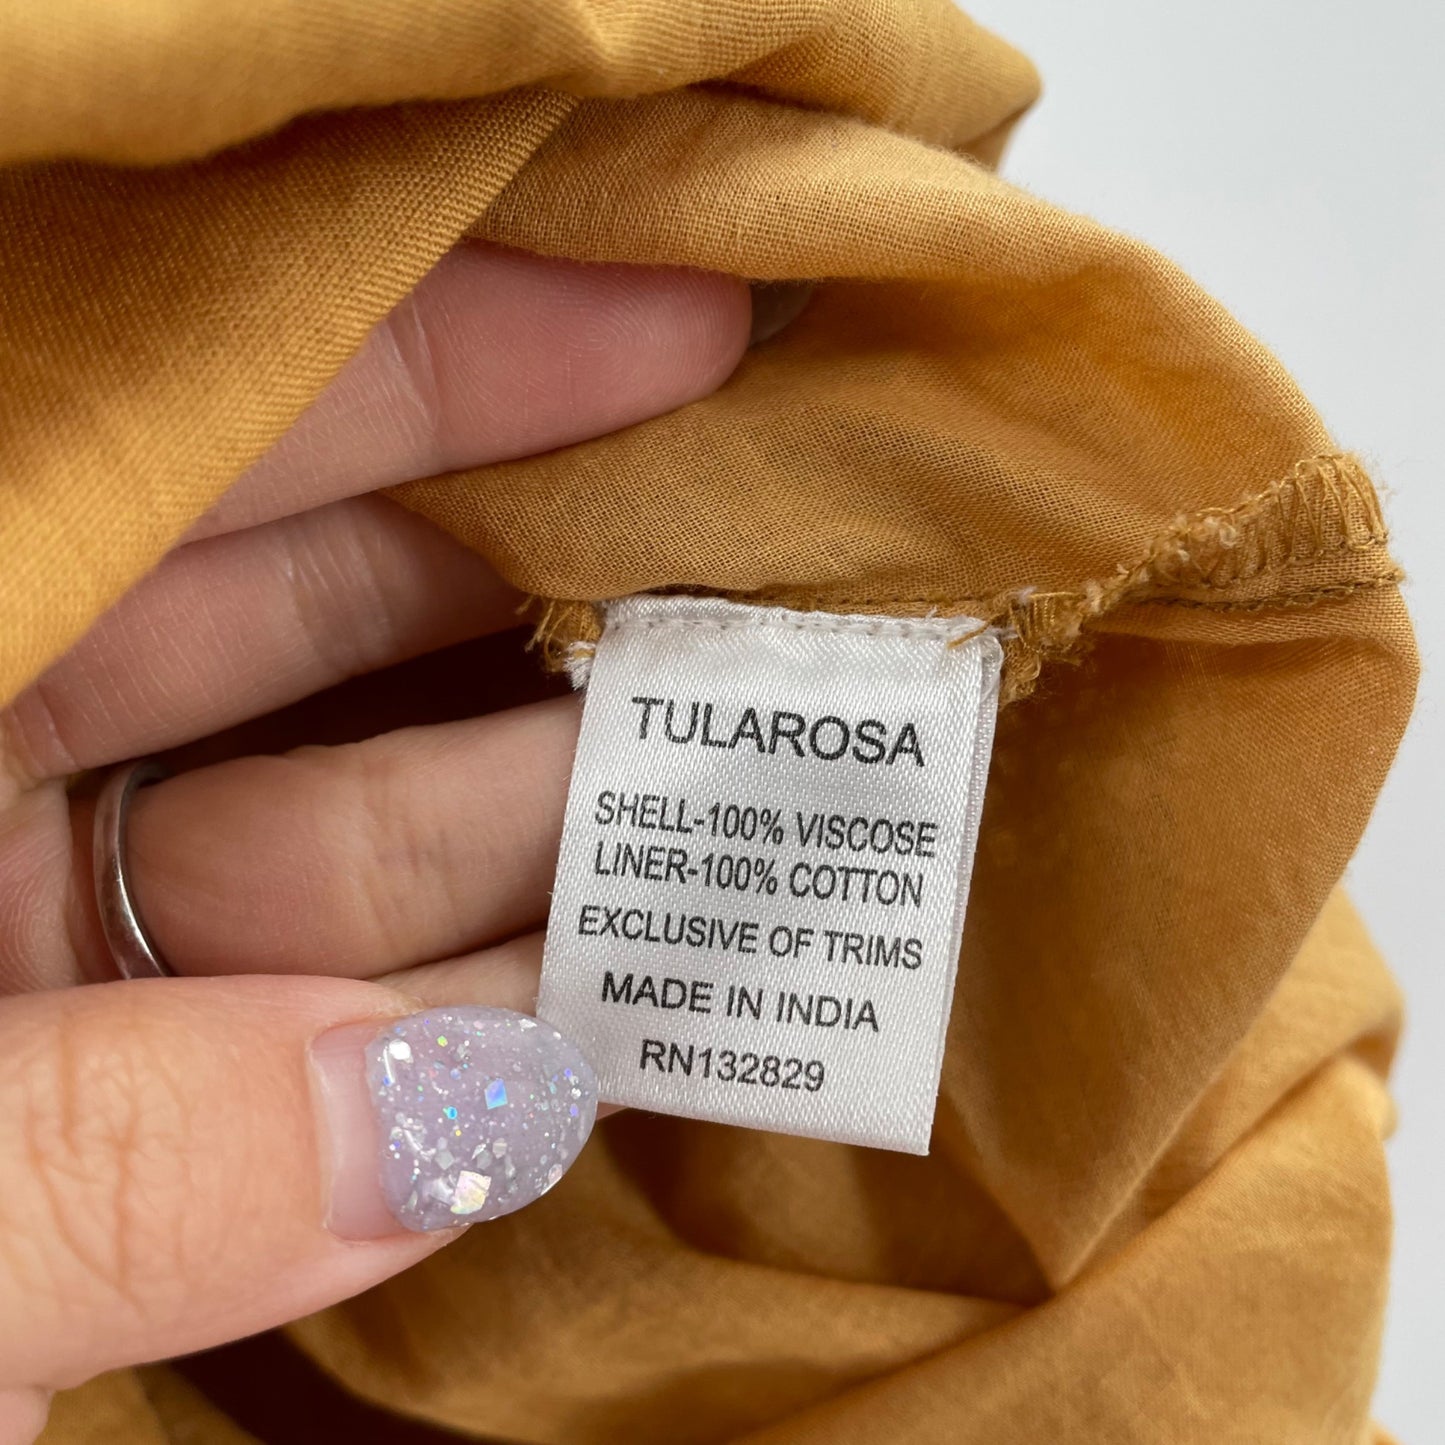 TULAROSA
SHELL-100% VISCOSE
LINER-100% COTTON
EXCLUSIVE OF TRIMS
MADE IN INDIA
RN132829